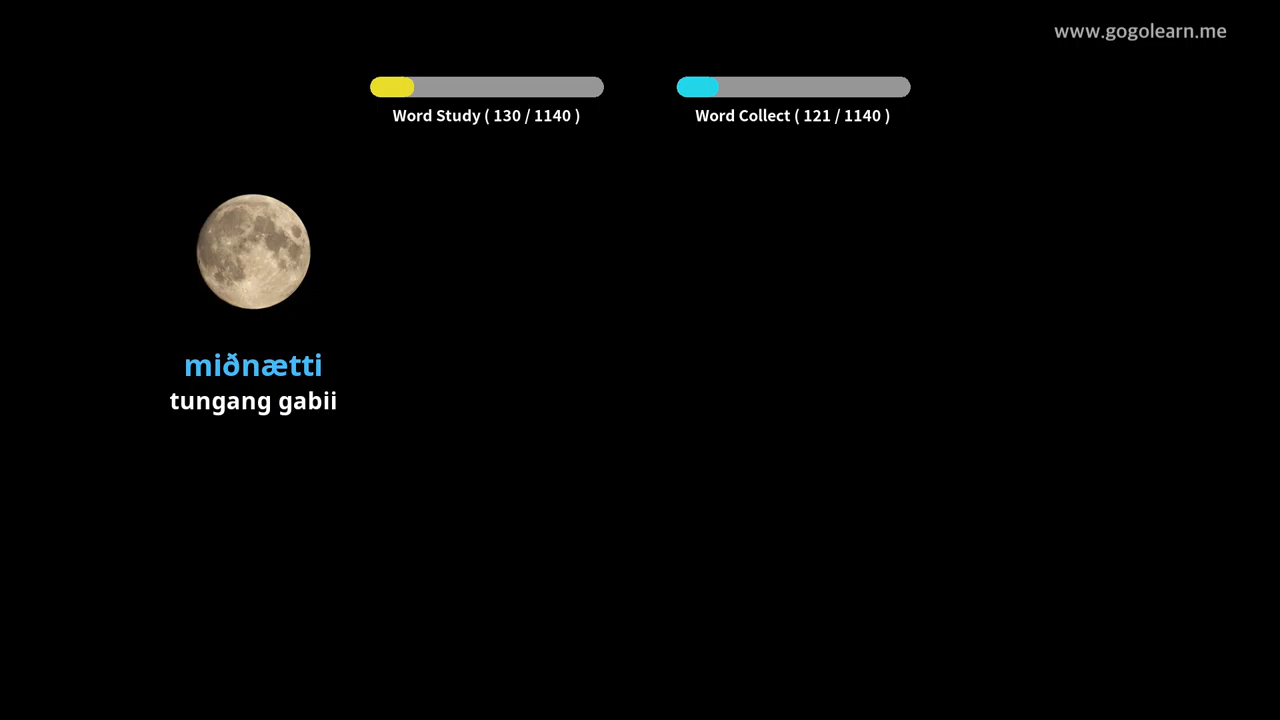 www.gogolearn.me
Word Study ( 130 / 1140 )
Word Collect ( 121 / 1140 )
miðnætti
tungang gabii